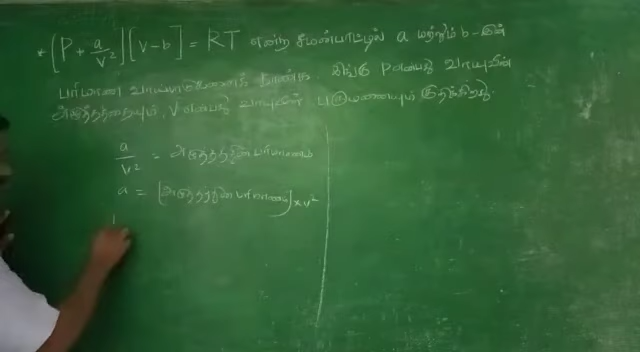 * [P + a/V²] [V - b] = RT என்ற சமன்பாட்டில் a மற்றும் b - இன்
பரிமாண வாய்பாடுகளைக் காண்க. இங்கு P என்பது வாயுவின்
அழுத்தத்தையும், V என்பது வாயுவின் பருமனையும் குறிக்கிறது.
a/V² = அழுத்தத்தின் பரிமாணம்
a = [அழுத்தத்தின் பரிமாணம்] × V²